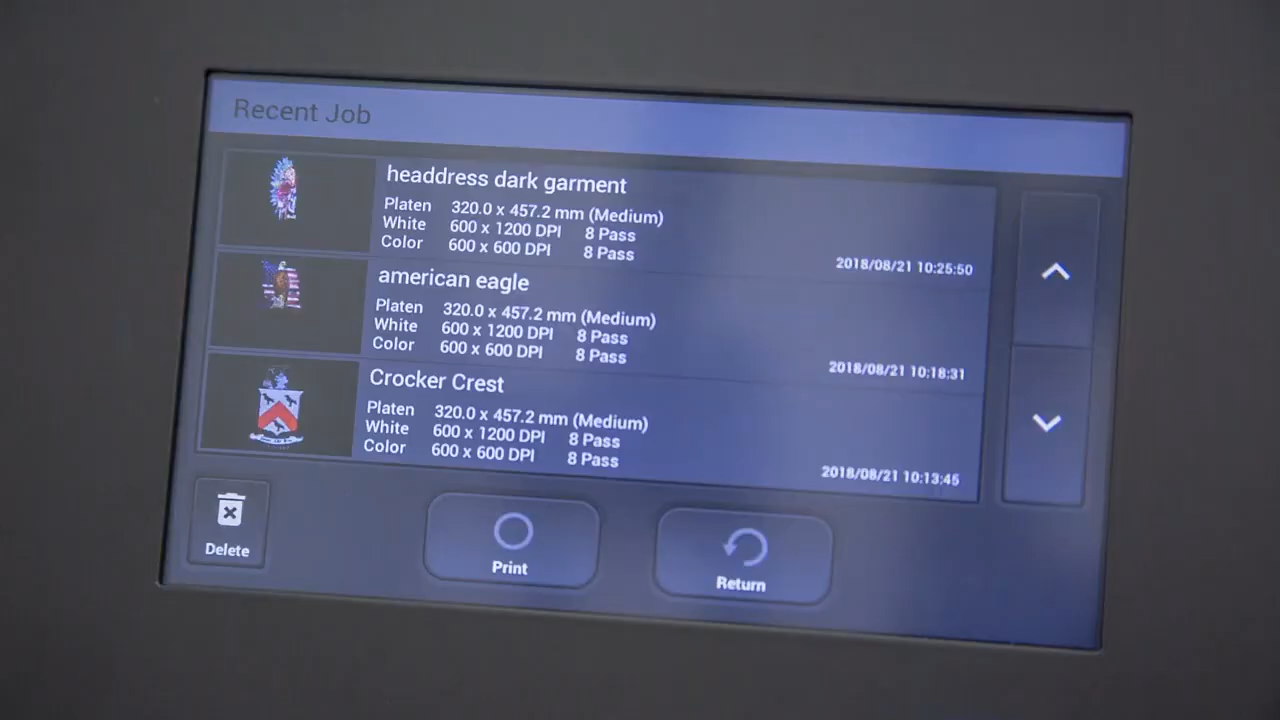 Recent Job
headdress dark garment
Platen 320.0 x 457.2 mm (Medium)
White 600 x 1200 DPI 8 Pass
Color 600 x 600 DPI 8 Pass
2018/08/21 10:25:50
american eagle
Platen 320.0 x 457.2 mm (Medium)
White 600 x 1200 DPI 8 Pass
Color 600 x 600 DPI 8 Pass
2018/08/21 10:18:31
Crocker Crest
Platen 320.0 x 457.2 mm (Medium)
White 600 x 1200 DPI 8 Pass
Color 600 x 600 DPI 8 Pass
2018/08/21 10:13:45
Delete
Print
Return